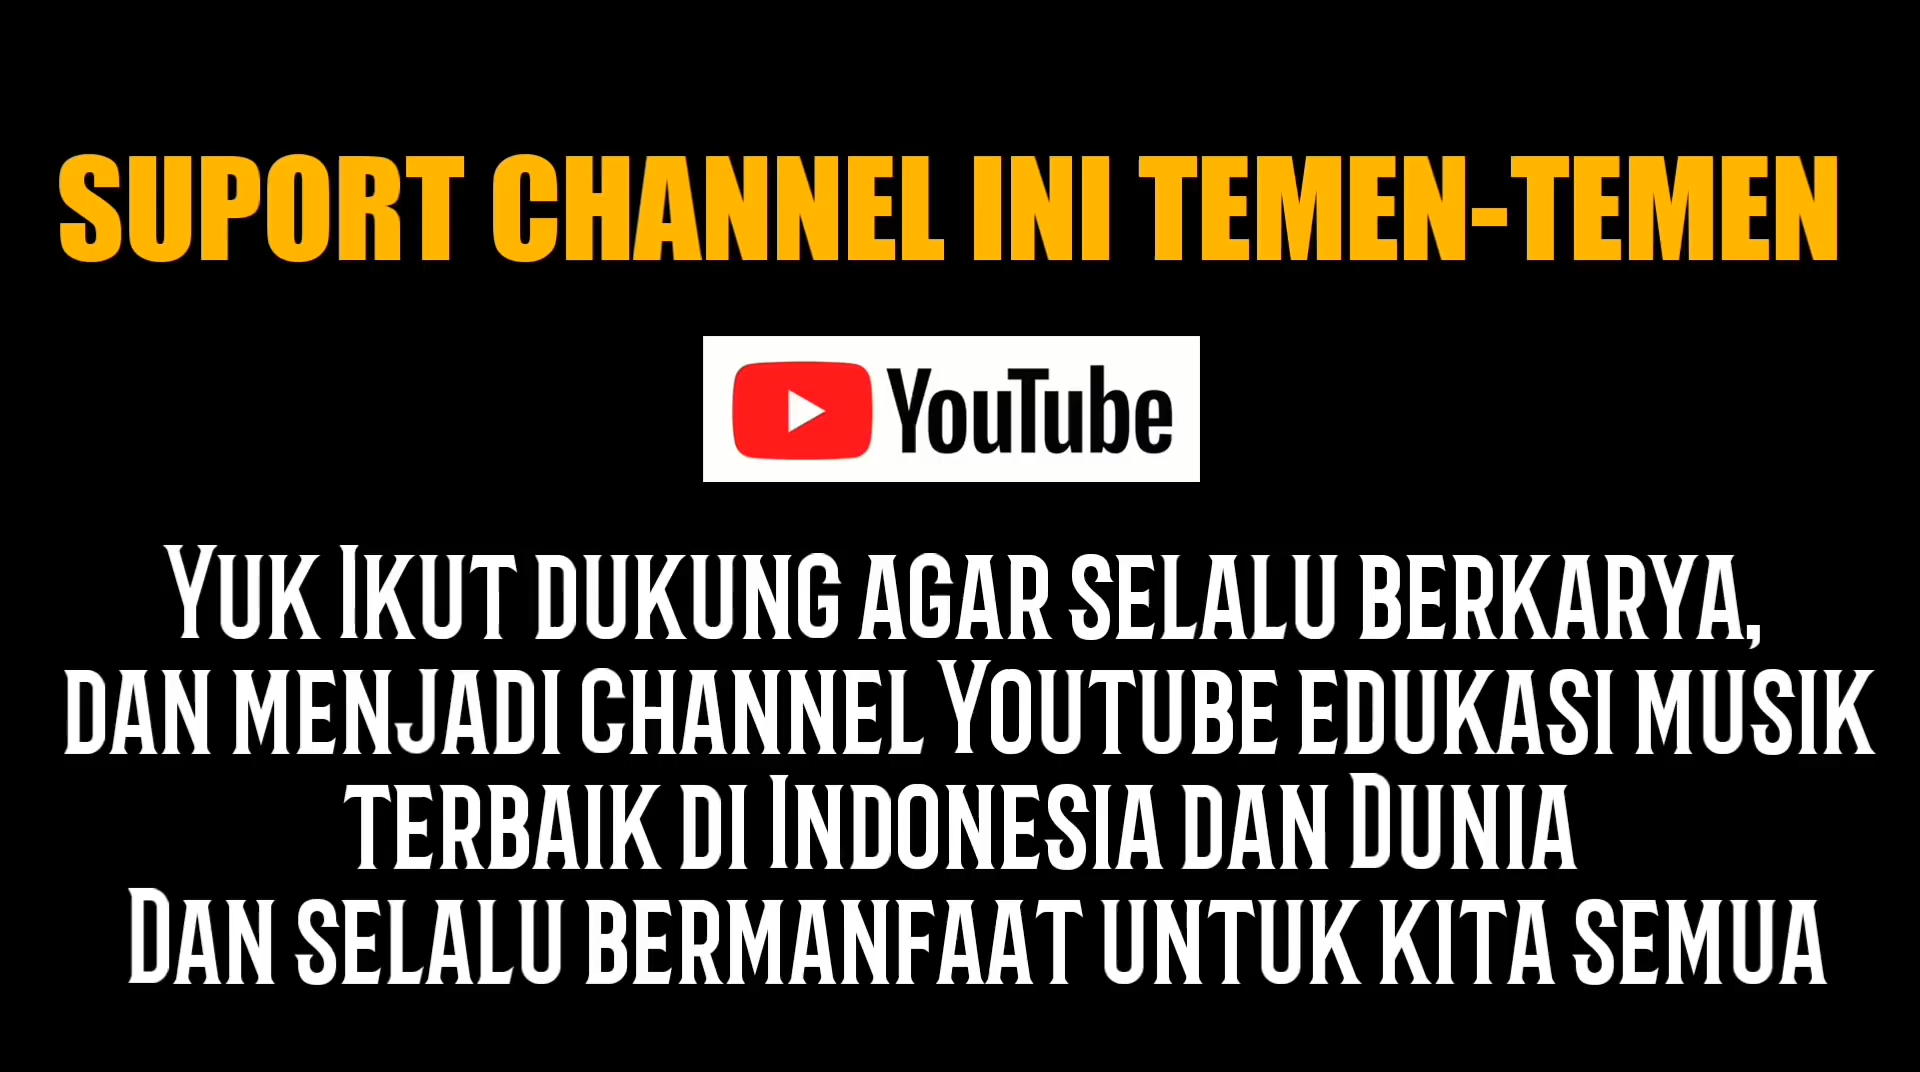 SUPORT CHANNEL INI TEMEN-TEMEN
YouTube
Yuk Ikut dukung agar selalu berkarya,
dan menjadi Channel Youtube edukasi musik
terbaik di Indonesia dan Dunia
Dan selalu bermanfaat untuk kita semua